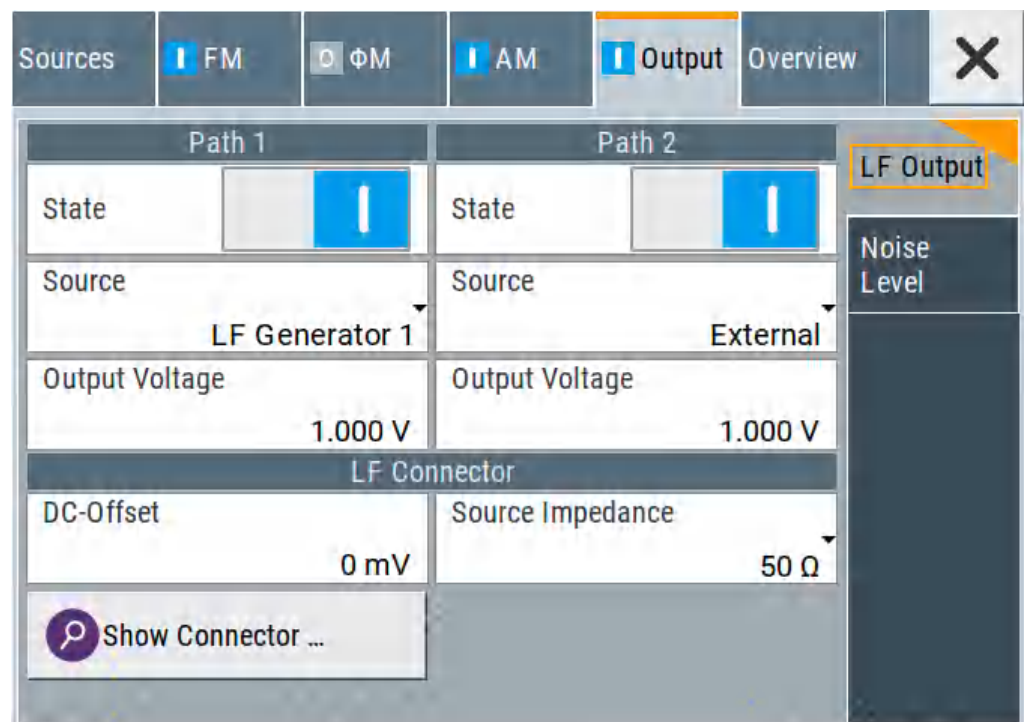 Sources
FM
O ΦM
AM
Output
Overview
Path 1
Path 2
LF Output
State
State
Noise
Level
Source
LF Generator 1
Source
External
Output Voltage
1.000 V
Output Voltage
1.000 V
LF Connector
DC-Offset
0 mV
Source Impedance
50 Ω
Show Connector ...